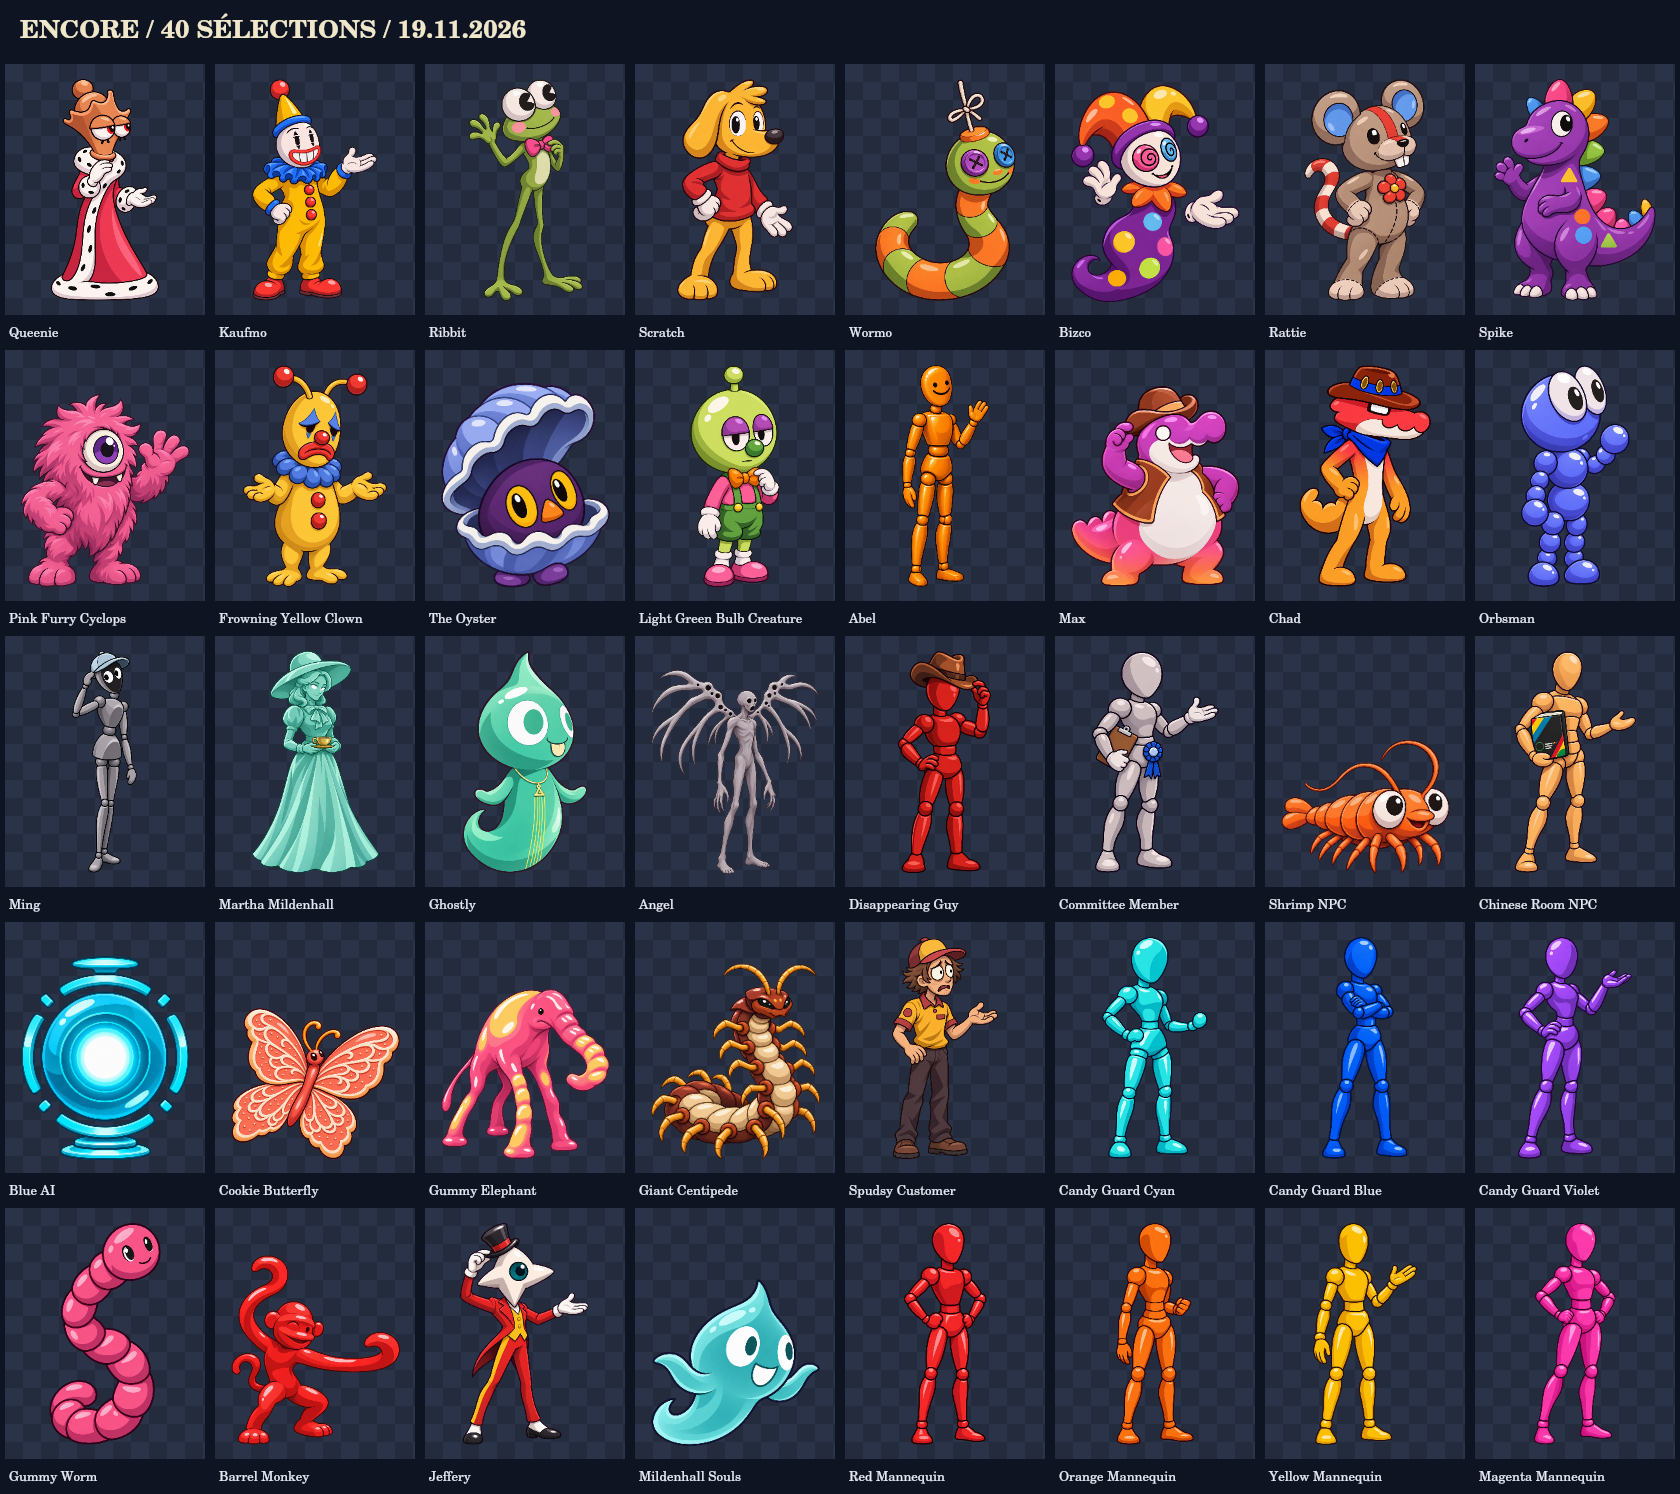 ENCORE / 40 SÉLECTIONS / 19.11.2026
Queenie
Kaufmo
Ribbit
Scratch
Wormo
Bizco
Rattie
Spike
Pink Furry Cyclops
Frowning Yellow Clown
The Oyster
Light Green Bulb Creature
Abel
Max
Chad
Orbsman
Ming
Martha Mildenhall
Ghostly
Angel
Disappearing Guy
Committee Member
Shrimp NPC
Chinese Room NPC
Blue AI
Cookie Butterfly
Gummy Elephant
Giant Centipede
Spudsy Customer
Candy Guard Cyan
Candy Guard Blue
Candy Guard Violet
Gummy Worm
Barrel Monkey
Jeffery
Mildenhall Souls
Red Mannequin
Orange Mannequin
Yellow Mannequin
Magenta Mannequin